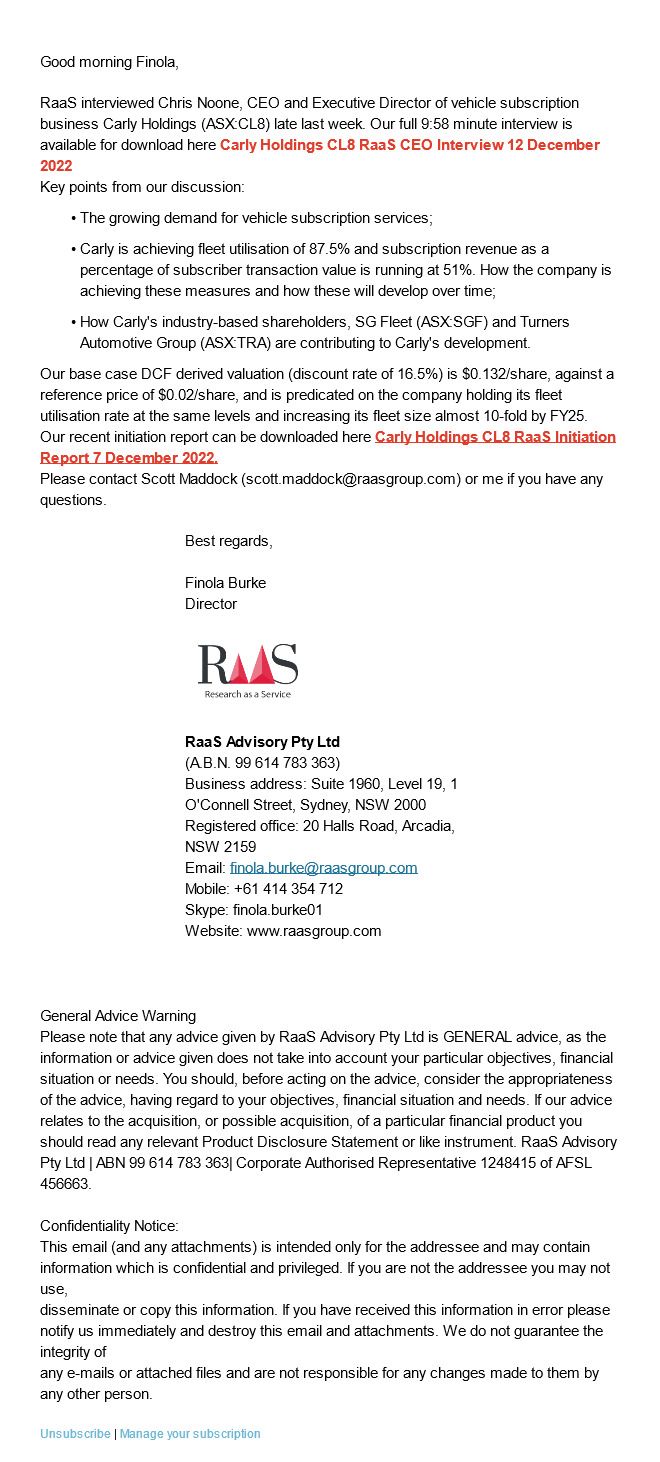 Good morning Finola,
RaaS interviewed Chris Noone, CEO and Executive Director of vehicle subscription
business Carly Holdings (ASX:CL8) late last week. Our full 9:58 minute interview is
available for download here Carly Holdings CL8 RaaS CEO Interview 12 December
2022
Key points from our discussion:
• The growing demand for vehicle subscription services;
• Carly is achieving fleet utilisation of 87.5% and subscription revenue as a
percentage of subscriber transaction value is running at 51%. How the company is
achieving these measures and how these will develop over time;
• How Carly's industry-based shareholders, SG Fleet (ASX:SGF) and Turners
Automotive Group (ASX:TRA) are contributing to Carly's development.
Our base case DCF derived valuation (discount rate of 16.5%) is $0.132/share, against a
reference price of $0.02/share, and is predicated on the company holding its fleet
utilisation rate at the same levels and increasing its fleet size almost 10-fold by FY25.
Our recent initiation report can be downloaded here Carly Holdings CL8 RaaS Initiation
Report 7 December 2022.
Please contact Scott Maddock (scott.maddock@raasgroup.com) or me if you have any
questions.
Best regards,
Finola Burke
Director
RaaS
Research as a Service
RaaS Advisory Pty Ltd
(A.B.N. 99 614 783 363)
Business address: Suite 1960, Level 19, 1
O'Connell Street, Sydney, NSW 2000
Registered office: 20 Halls Road, Arcadia,
NSW 2159
Email: finola.burke@raasgroup.com
Mobile: +61 414 354 712
Skype: finola.burke01
Website: www.raasgroup.com
General Advice Warning
Please note that any advice given by RaaS Advisory Pty Ltd is GENERAL advice, as the
information or advice given does not take into account your particular objectives, financial
situation or needs. You should, before acting on the advice, consider the appropriateness
of the advice, having regard to your objectives, financial situation and needs. If our advice
relates to the acquisition, or possible acquisition, of a particular financial product you
should read any relevant Product Disclosure Statement or like instrument. RaaS Advisory
Pty Ltd | ABN 99 614 783 363| Corporate Authorised Representative 1248415 of AFSL
456663.
Confidentiality Notice:
This email (and any attachments) is intended only for the addressee and may contain
information which is confidential and privileged. If you are not the addressee you may not
use,
disseminate or copy this information. If you have received this information in error please
notify us immediately and destroy this email and attachments. We do not guarantee the
integrity of
any e-mails or attached files and are not responsible for any changes made to them by
any other person.
Unsubscribe | Manage your subscription